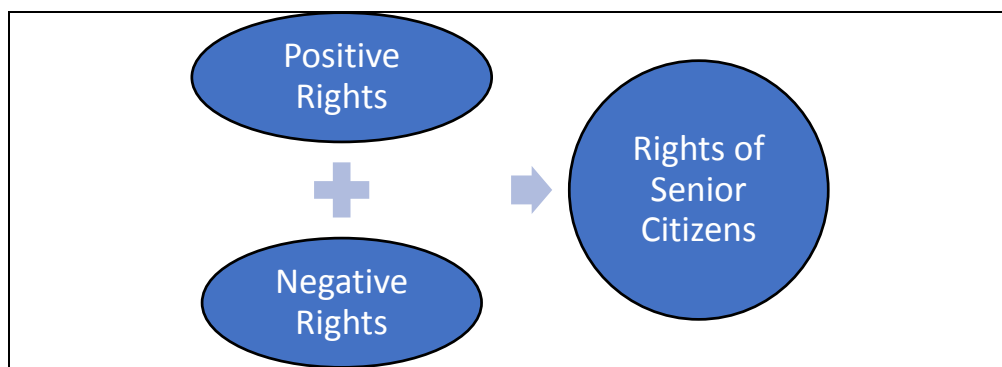 Positive
Rights
Negative
Rights
Rights of
Senior
Citizens